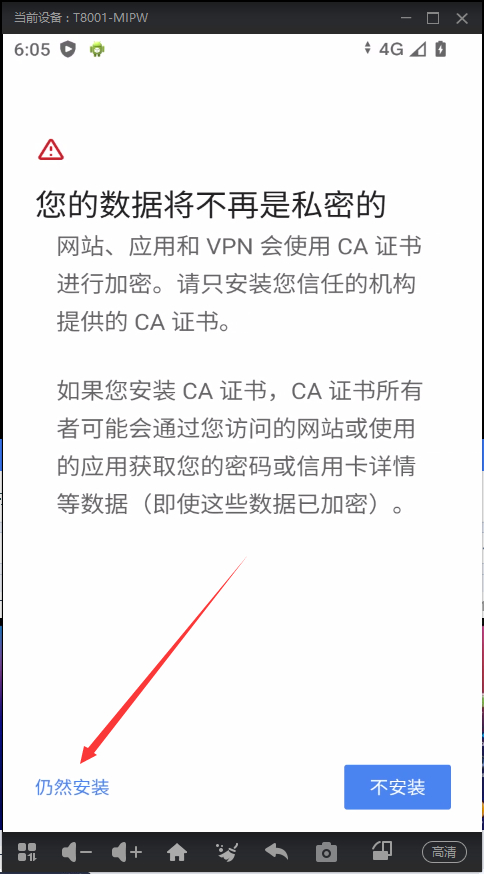 当前设备：T8001-MIPW
6:05
4G
您的数据将不再是私密的
网站、应用和 VPN 会使用 CA 证书
进行加密。请只安装您信任的机构
提供的 CA 证书。
如果您安装 CA 证书，CA 证书所有
者可能会通过您访问的网站或使用
的应用获取您的密码或信用卡详情
等数据（即使这些数据已加密）。
仍然安装
不安装
高清